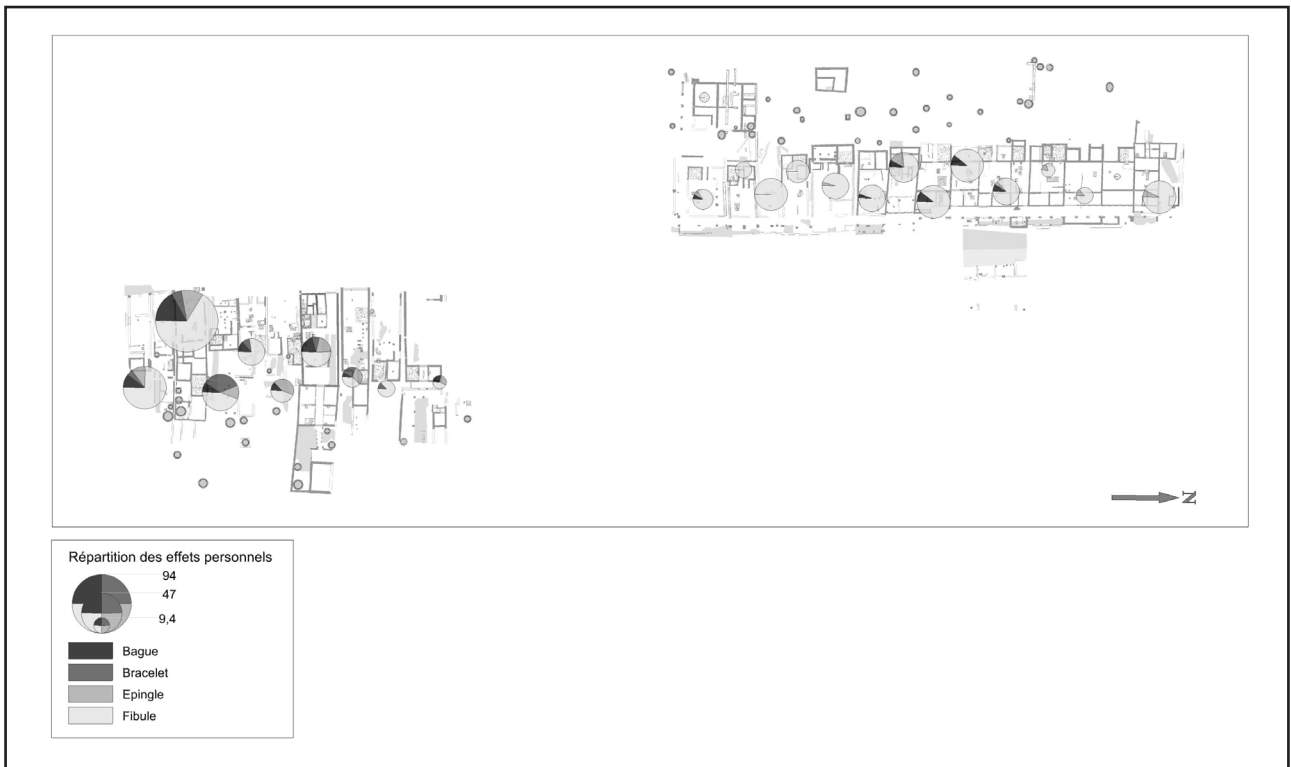 N
Répartition des effets personnels
94
47
9,4
Bague
Bracelet
Epingle
Fibule